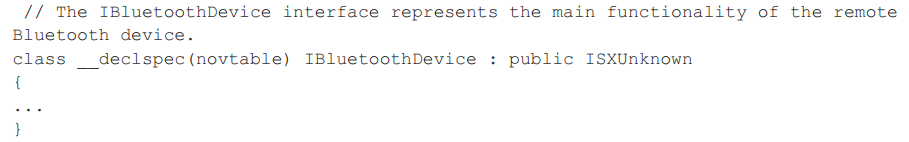 // The IBluetoothDevice interface represents the main functionality of the remote
Bluetooth device.
class __declspec(novtable) IBluetoothDevice : public ISXUnknown
{
...
}